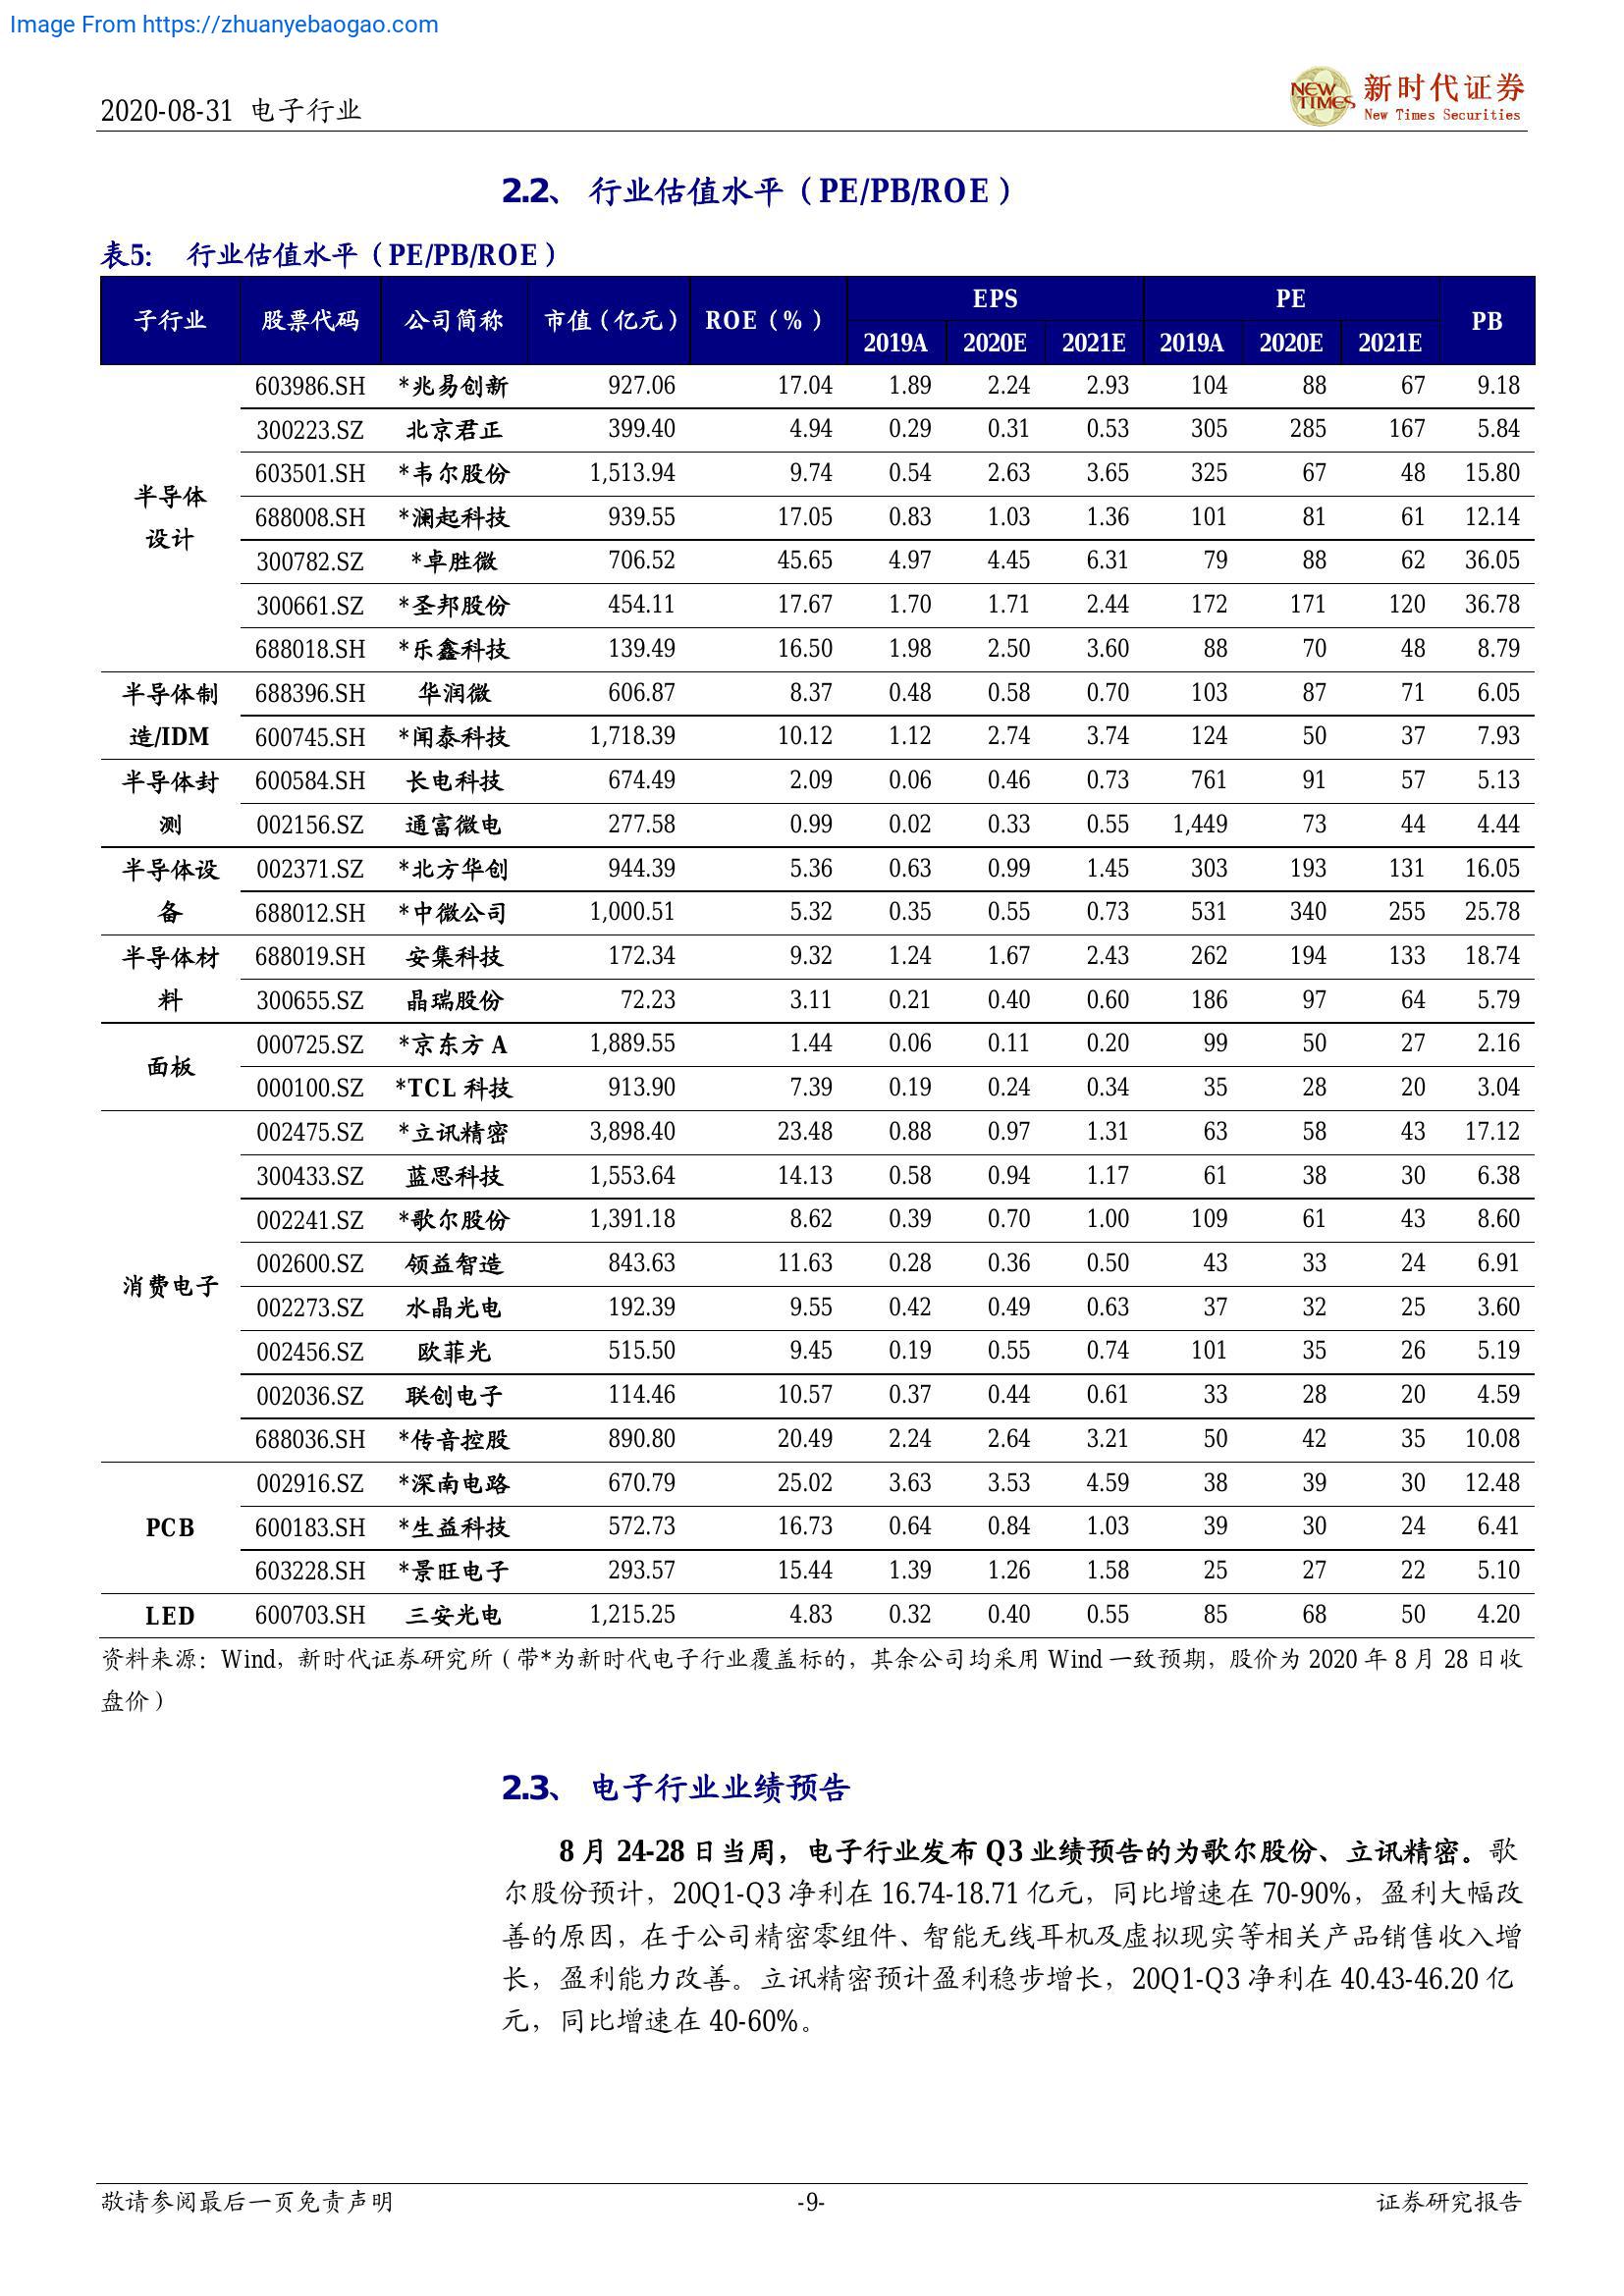 Image From https://zhuanyebaogao.com
NEW TIMES 新时代证券
New Times Securities
2020-08-31 电子行业
2.2、 行业估值水平（PE/PB/ROE）
表5： 行业估值水平（PE/PB/ROE）
子行业 股票代码 公司简称 市值（亿元） ROE（%） EPS PE PB
2019A 2020E 2021E 2019A 2020E 2021E
半导体设计
603986.SH *兆易创新 927.06 17.04 1.89 2.24 2.93 104 88 67 9.18
300223.SZ 北京君正 399.40 4.94 0.29 0.31 0.53 305 285 167 5.84
603501.SH *韦尔股份 1,513.94 9.74 0.54 2.63 3.65 325 67 48 15.80
688008.SH *澜起科技 939.55 17.05 0.83 1.03 1.36 101 81 61 12.14
300782.SZ *卓胜微 706.52 45.65 4.97 4.45 6.31 79 88 62 36.05
300661.SZ *圣邦股份 454.11 17.67 1.70 1.71 2.44 172 171 120 36.78
688018.SH *乐鑫科技 139.49 16.50 1.98 2.50 3.60 88 70 48 8.79
半导体制造/IDM
688396.SH 华润微 606.87 8.37 0.48 0.58 0.70 103 87 71 6.05
600745.SH *闻泰科技 1,718.39 10.12 1.12 2.74 3.74 124 50 37 7.93
半导体封测
600584.SH 长电科技 674.49 2.09 0.06 0.46 0.73 761 91 57 5.13
002156.SZ 通富微电 277.58 0.99 0.02 0.33 0.55 1,449 73 44 4.44
半导体设备
002371.SZ *北方华创 944.39 5.36 0.63 0.99 1.45 303 193 131 16.05
688012.SH *中微公司 1,000.51 5.32 0.35 0.55 0.73 531 340 255 25.78
半导体材料
688019.SH 安集科技 172.34 9.32 1.24 1.67 2.43 262 194 133 18.74
300655.SZ 晶瑞股份 72.23 3.11 0.21 0.40 0.60 186 97 64 5.79
面板
000725.SZ *京东方 A 1,889.55 1.44 0.06 0.11 0.20 99 50 27 2.16
000100.SZ *TCL 科技 913.90 7.39 0.19 0.24 0.34 35 28 20 3.04
消费电子
002475.SZ *立讯精密 3,898.40 23.48 0.88 0.97 1.31 63 58 43 17.12
300433.SZ 蓝思科技 1,553.64 14.13 0.58 0.94 1.17 61 38 30 6.38
002241.SZ *歌尔股份 1,391.18 8.62 0.39 0.70 1.00 109 61 43 8.60
002600.SZ 领益智造 843.63 11.63 0.28 0.36 0.50 43 33 24 6.91
002273.SZ 水晶光电 192.39 9.55 0.42 0.49 0.63 37 32 25 3.60
002456.SZ 欧菲光 515.50 9.45 0.19 0.55 0.74 101 35 26 5.19
002036.SZ 联创电子 114.46 10.57 0.37 0.44 0.61 33 28 20 4.59
688036.SH *传音控股 890.80 20.49 2.24 2.64 3.21 50 42 35 10.08
PCB
002916.SZ *深南电路 670.79 25.02 3.63 3.53 4.59 38 39 30 12.48
600183.SH *生益科技 572.73 16.73 0.64 0.84 1.03 39 30 24 6.41
603228.SH *景旺电子 293.57 15.44 1.39 1.26 1.58 25 27 22 5.10
LED 600703.SH 三安光电 1,215.25 4.83 0.32 0.40 0.55 85 68 50 4.20
资料来源：Wind，新时代证券研究所（带*为新时代电子行业覆盖标的，其余公司均采用 Wind 一致预期，股价为 2020 年 8 月 28 日收
盘价）
2.3、 电子行业业绩预告
8 月 24-28 日当周，电子行业发布 Q3 业绩预告的为歌尔股份、立讯精密。歌
尔股份预计，20Q1-Q3 净利在 16.74-18.71 亿元，同比增速在 70-90%，盈利大幅改
善的原因，在于公司精密零组件、智能无线耳机及虚拟现实等相关产品销售收入增
长，盈利能力改善。立讯精密预计盈利稳步增长，20Q1-Q3 净利在 40.43-46.20 亿
元，同比增速在 40-60%。
敬请参阅最后一页免责声明 -9- 证券研究报告